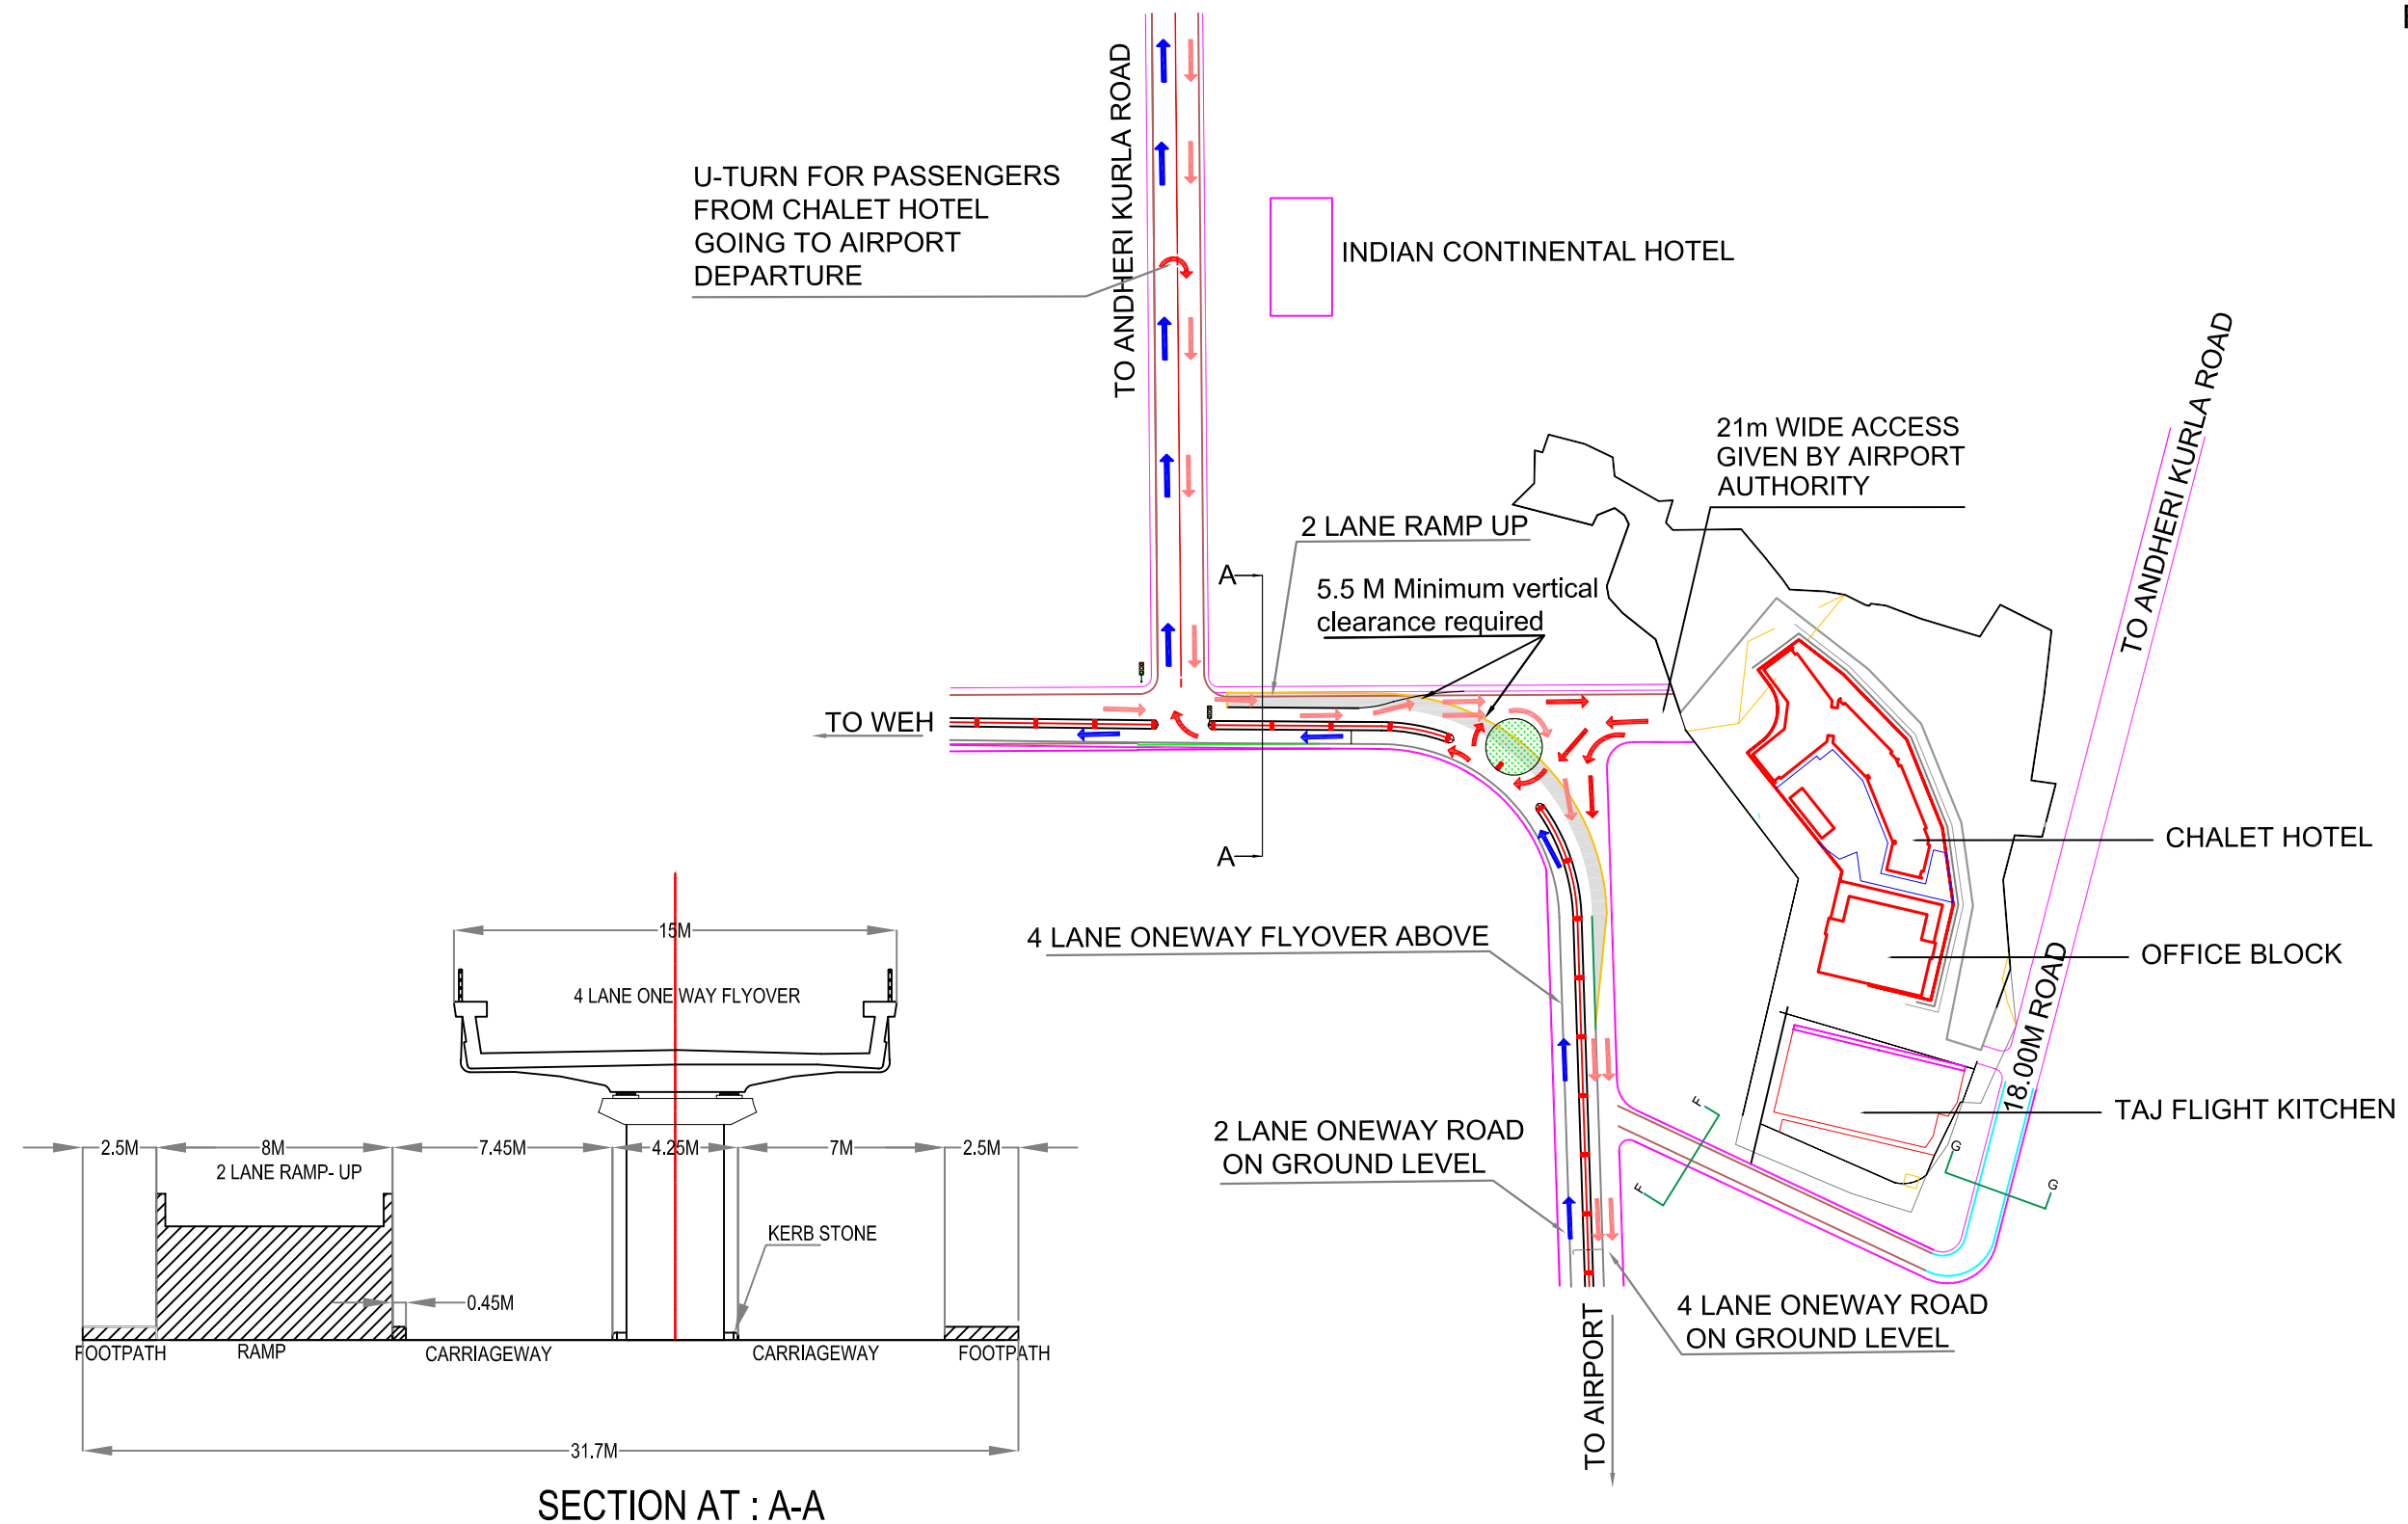 TO ANDHERI KURLA ROAD
U-TURN FOR PASSENGERS
FROM CHALET HOTEL
GOING TO AIRPORT
DEPARTURE
INDIAN CONTINENTAL HOTEL
TO ANDHERI KURLA ROAD
21m WIDE ACCESS
GIVEN BY AIRPORT
AUTHORITY
2 LANE RAMP UP
A
5.5 M Minimum vertical
clearance required
TO WEH
A
CHALET HOTEL
4 LANE ONEWAY FLYOVER ABOVE
OFFICE BLOCK
18.00M ROAD
TAJ FLIGHT KITCHEN
F
F
G
G
2 LANE ONEWAY ROAD
ON GROUND LEVEL
4 LANE ONEWAY ROAD
ON GROUND LEVEL
TO AIRPORT
15M
4 LANE ONE WAY FLYOVER
2.5M
8M
7.45M
4.25M
7M
2.5M
2 LANE RAMP- UP
KERB STONE
0.45M
FOOTPATH
RAMP
CARRIAGEWAY
CARRIAGEWAY
FOOTPATH
31.7M
SECTION AT : A-A